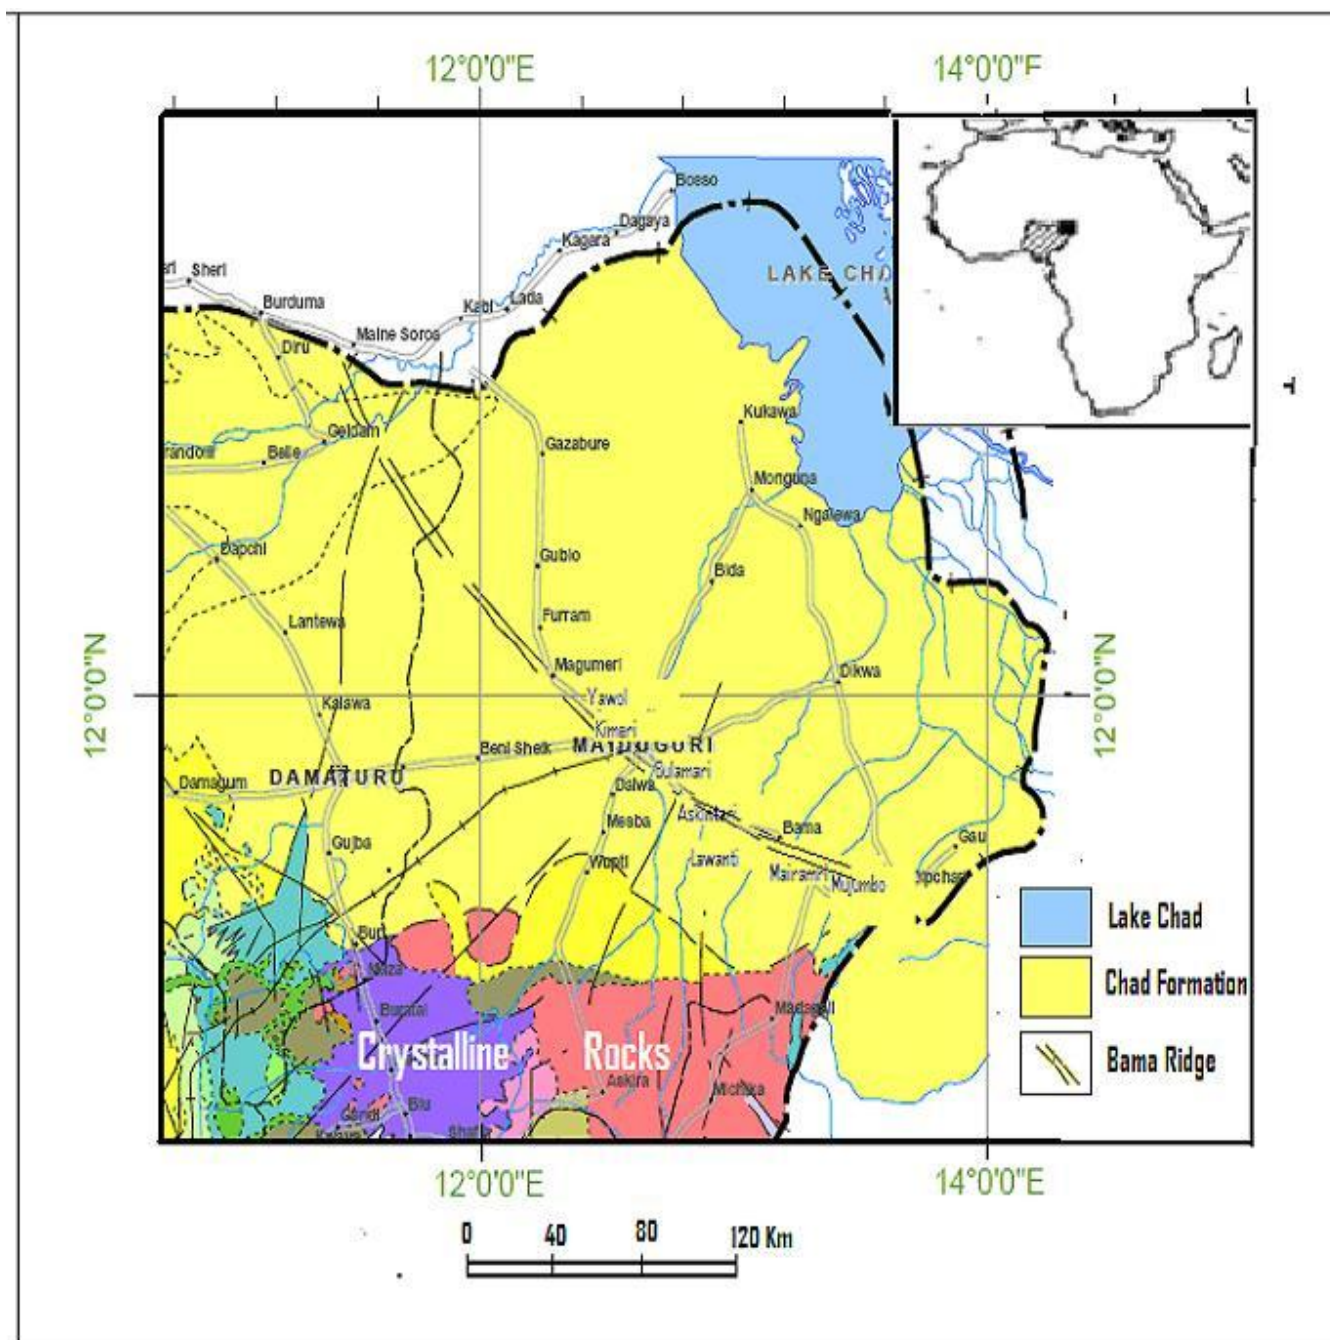 12°0'0"E
14°0'0"E
Bosso
Dagaya
Kagara
LAKE CHA
Sheri
Burduma
Kabi
Lada
Maine Soroa
Diru
Kukawa
Geidam
Gazabure
Belle
Monguna
Ngalewa
Dapchi
Gubio
Bida
Lantewa
Furram
12°0'0"N
12°0'0"N
Magumeri
Dikwa
Yawol
Kalawa
Kimari
MAIDUGURI
Beni Sheik
Bulamari
DAMATURU
Damagum
Dalwa
Askintari
Mesba
Bama
Gau
Gujba
Lawanti
Wopti
Mairamri
Mujumbo
Lake Chad
Chad Formation
Madagali
Buratai
Crystalline
Rocks
Bama Ridge
Askira
Michika
Biu
12°0'0"E
14°0'0"E
0
40
80
120 Km